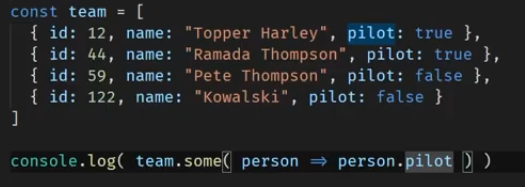 const team = [
  { id: 12, name: "Topper Harley", pilot: true },
  { id: 44, name: "Ramada Thompson", pilot: true },
  { id: 59, name: "Pete Thompson", pilot: false },
  { id: 122, name: "Kowalski", pilot: false }
]
console.log( team.some( person => person.pilot ) )